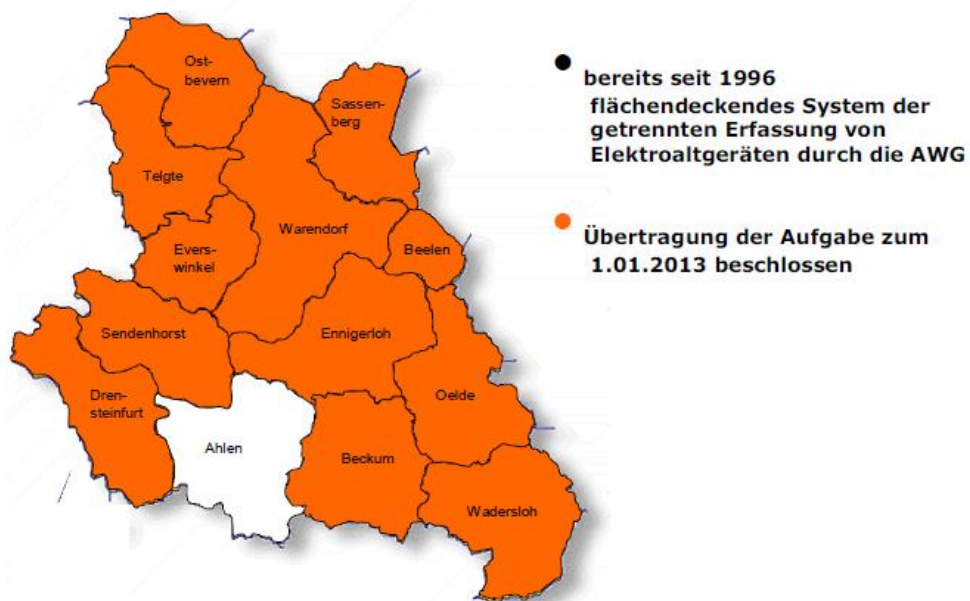 Ost-
bevern
Sassen-
berg
Telgte
Warendorf
Evers-
winkel
Beelen
Sendenhorst
Ennigerloh
Dren-
steinfurt
Oelde
Ahlen
Beckum
Wadersloh
bereits seit 1996
flächendeckendes System der
getrennten Erfassung von
Elektroaltgeräten durch die AWG
Übertragung der Aufgabe zum
1.01.2013 beschlossen